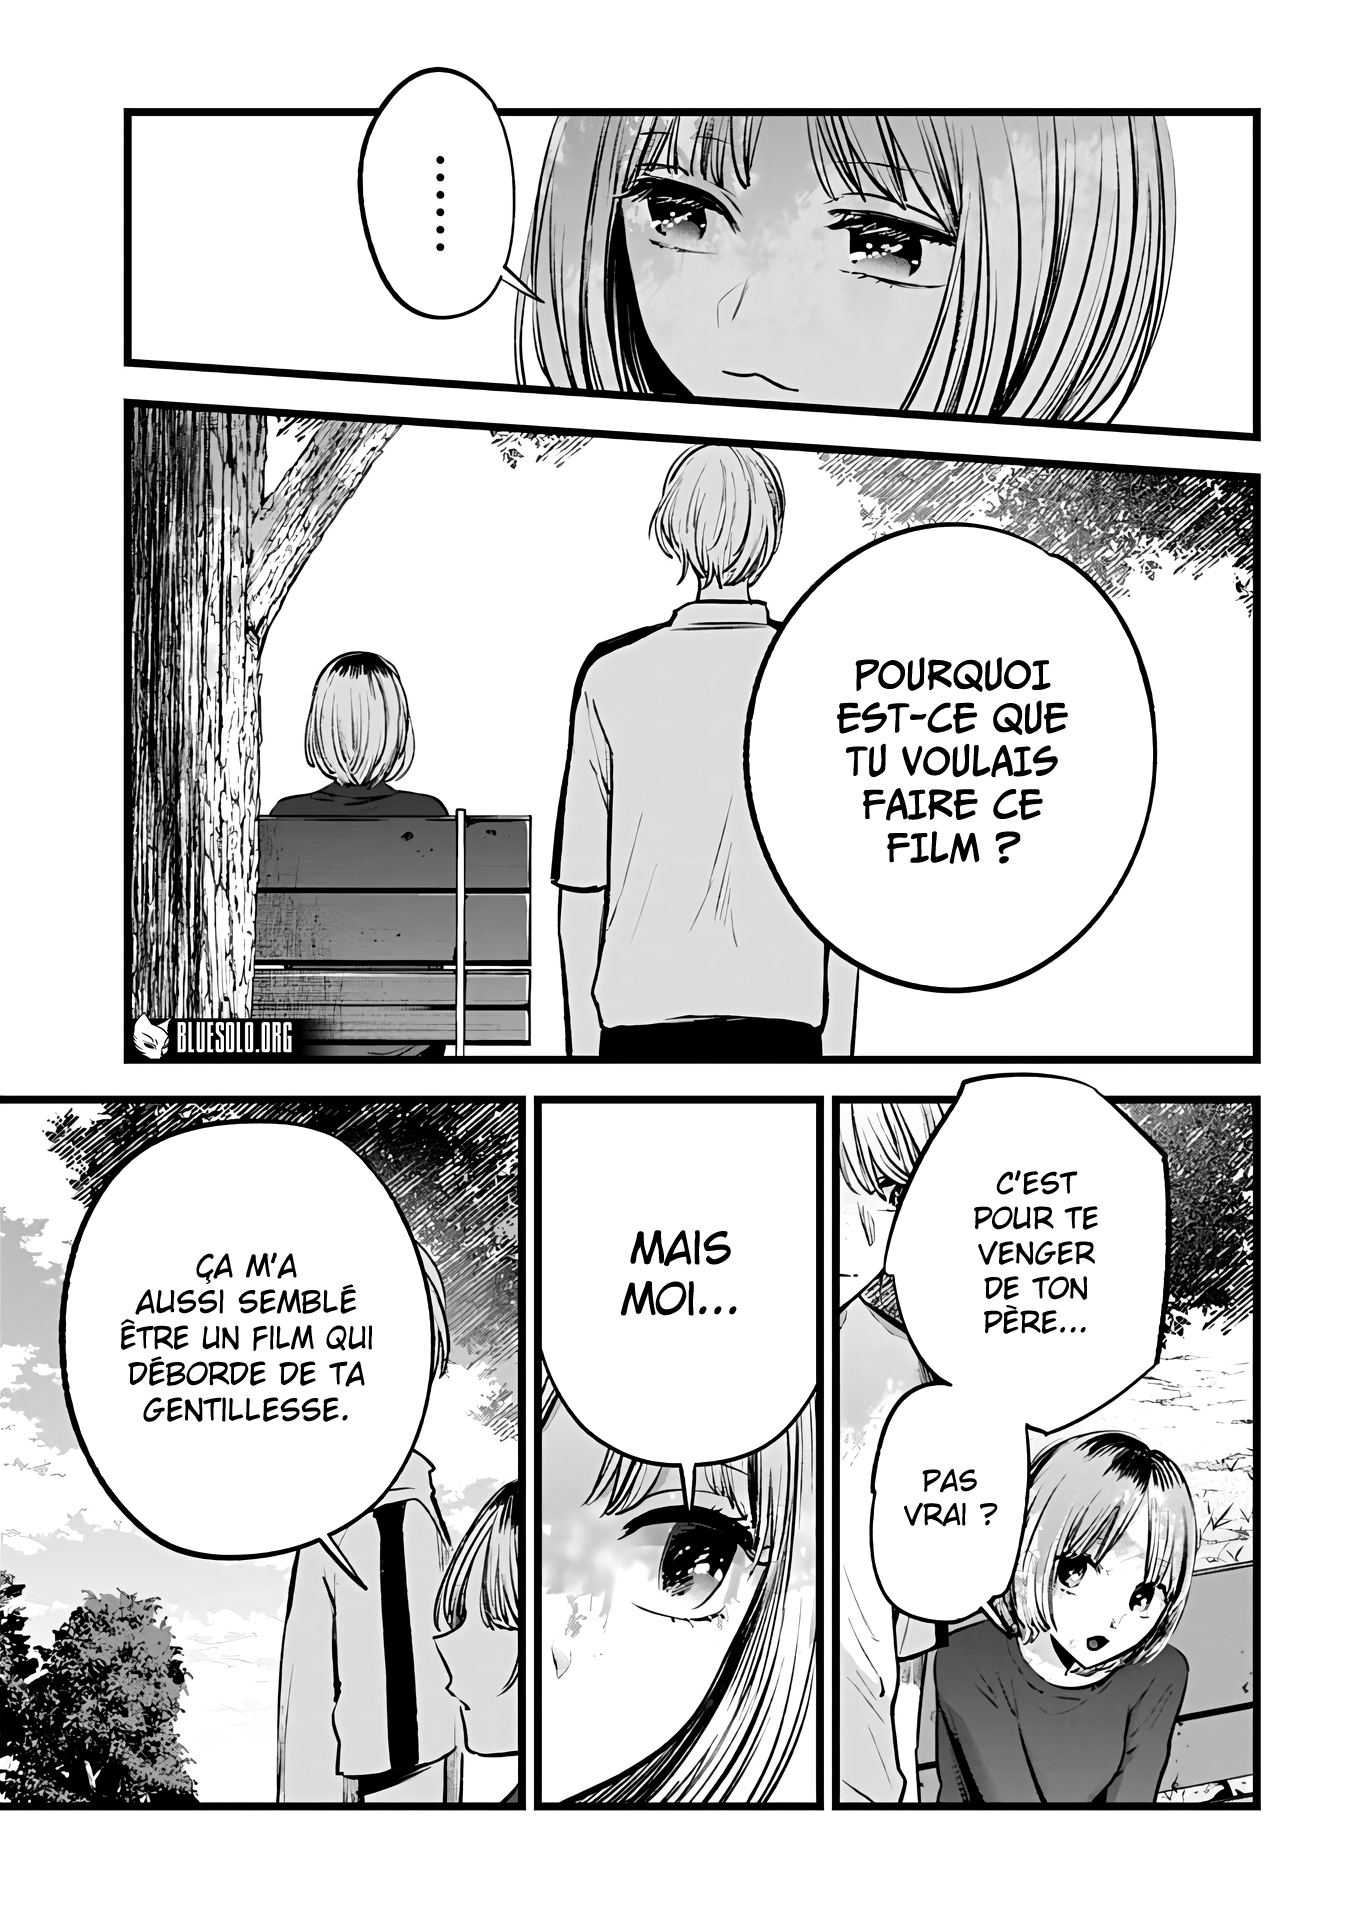 ........
POURQUOI
EST-CE QUE
TU VOULAIS
FAIRE CE
FILM ?
BLUESOLO.ORG
C'EST
POUR TE
VENGER
DE TON
PÈRE...
PAS
VRAI ?
MAIS
MOI...
ÇA M'A
AUSSI SEMBLÉ
ÊTRE UN FILM QUI
DÉBORDE DE TA
GENTILLESSE.